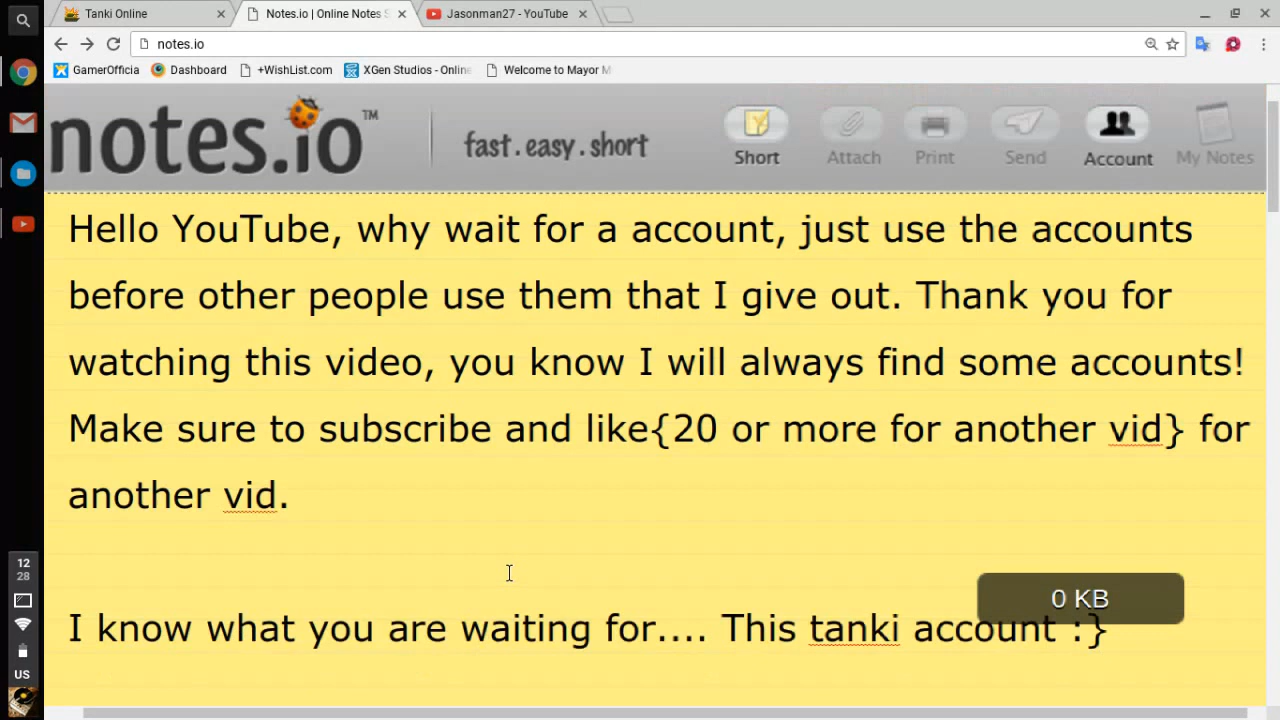 Tanki Online
Notes.io | Online Notes S
Jasonman27 - YouTube
notes.io
GamerOfficia
Dashboard
+WishList.com
XGen Studios - Onlin
Welcome to Mayor M
notes.io™
fast.easy.short
Short
Attach
Print
Send
Account
My Notes
Hello YouTube, why wait for a account, just use the accounts
before other people use them that I give out. Thank you for
watching this video, you know I will always find some accounts!
Make sure to subscribe and like{20 or more for another vid} for
another vid.
I know what you are waiting for.... This tanki account :}
0 KB
12
28
US